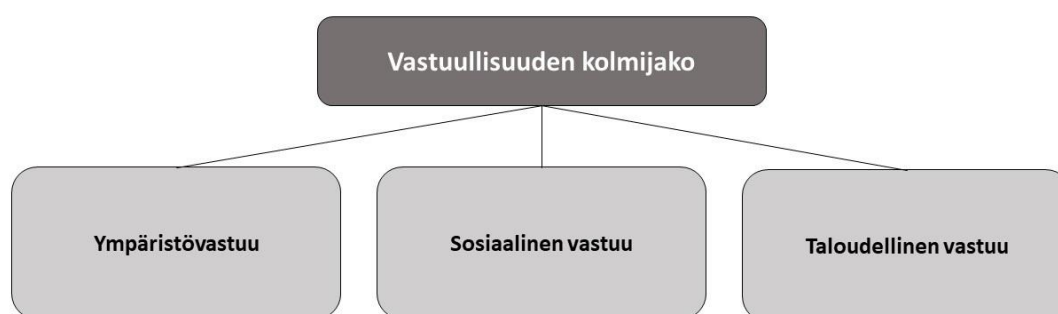 Vastuullisuuden kolmijako
Ympäristövastuu
Sosiaalinen vastuu
Taloudellinen vastuu